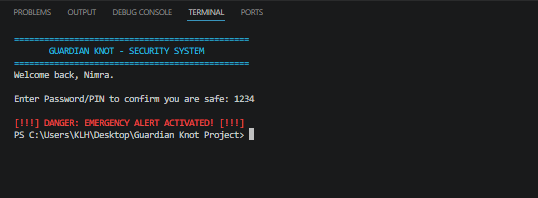 PROBLEMS OUTPUT DEBUG CONSOLE TERMINAL PORTS
===============================================
GUARDIAN KNOT - SECURITY SYSTEM
===============================================
Welcome back, Nimra.
Enter Password/PIN to confirm you are safe: 1234
[!!!] DANGER: EMERGENCY ALERT ACTIVATED! [!!!]
PS C:\Users\KLH\Desktop\Guardian Knot Project>